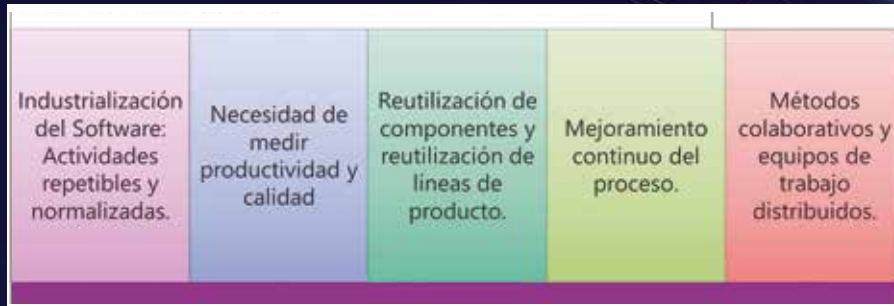 Industrialización
del Software:
Actividades
repetibles y
normalizadas.
Necesidad de
medir
productividad y
calidad
Reutilización de
componentes y
reutilización de
líneas de
producto.
Mejoramiento
continuo del
proceso.
Métodos
colaborativos y
equipos de
trabajo
distribuidos.